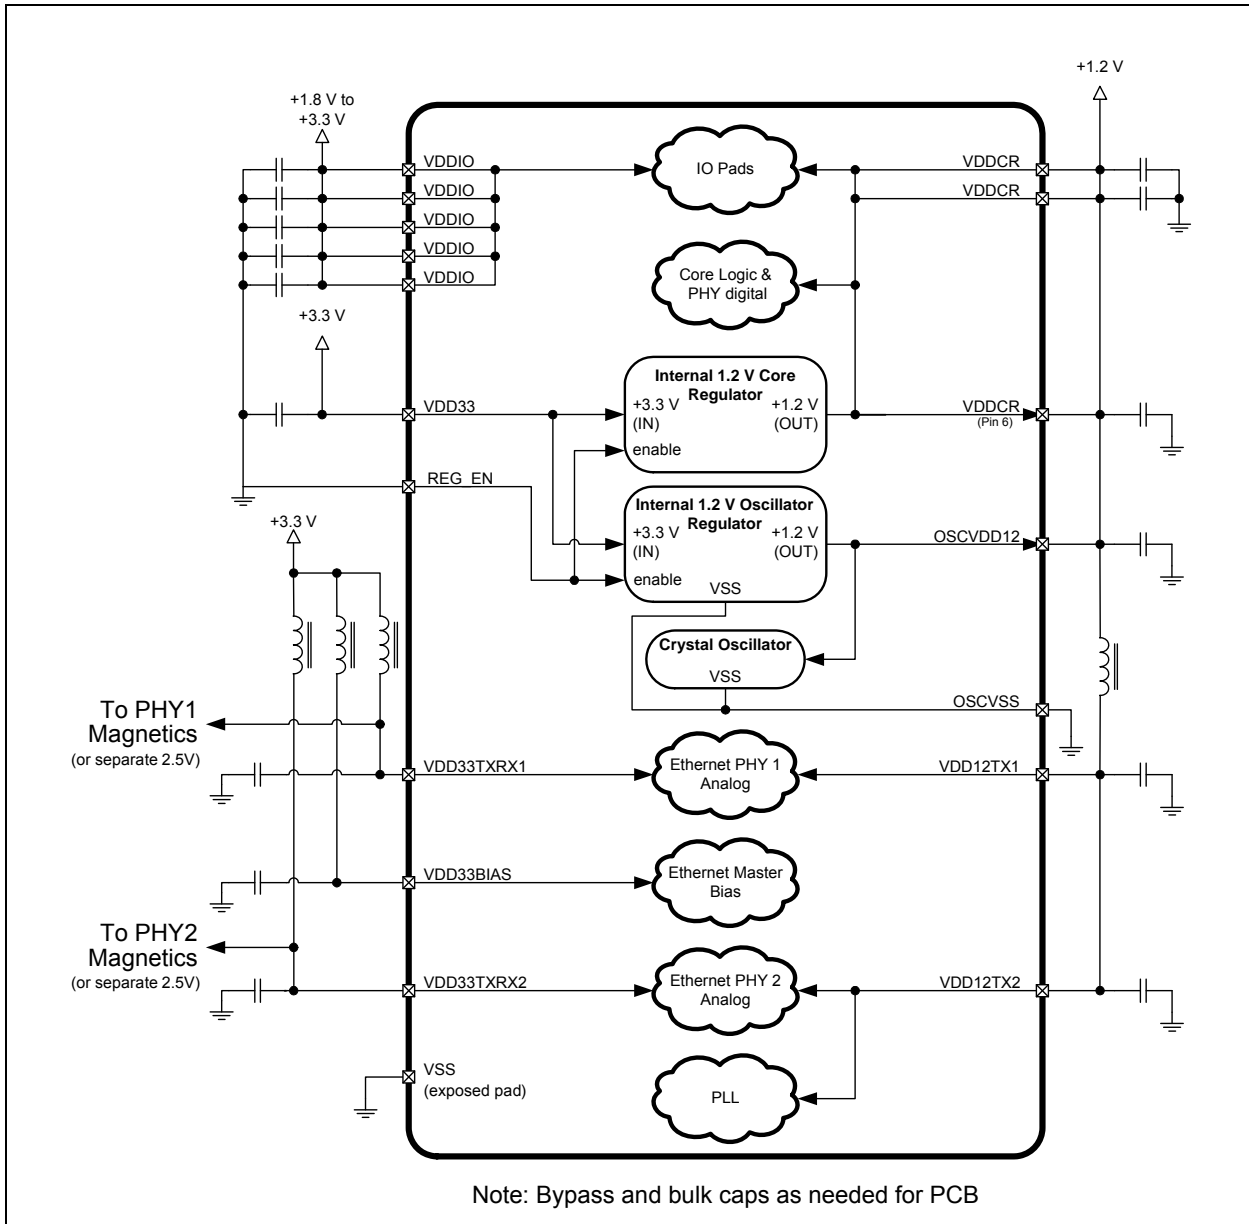 +1.2 V
+1.8 V to
+3.3 V
VDDIO
IO Pads
VDDCR
VDDIO
VDDCR
VDDIO
VDDIO
VDDIO
Core Logic &
PHY digital
+3.3 V
Internal 1.2 V Core
Regulator
VDD33
+3.3 V
(IN)
+1.2 V
(OUT)
VDDCR
(Pin 6)
enable
REG_EN
Internal 1.2 V Oscillator
Regulator
+3.3 V
+3.3 V
(IN)
+1.2 V
(OUT)
OSCVDD12
enable
VSS
Crystal Oscillator
VSS
OSCVSS
To PHY1
Magnetics
(or separate 2.5V)
VDD33TXRX1
Ethernet PHY 1
Analog
VDD12TX1
VDD33BIAS
Ethernet Master
Bias
To PHY2
Magnetics
(or separate 2.5V)
VDD33TXRX2
Ethernet PHY 2
Analog
VDD12TX2
VSS
(exposed pad)
PLL
Note: Bypass and bulk caps as needed for PCB